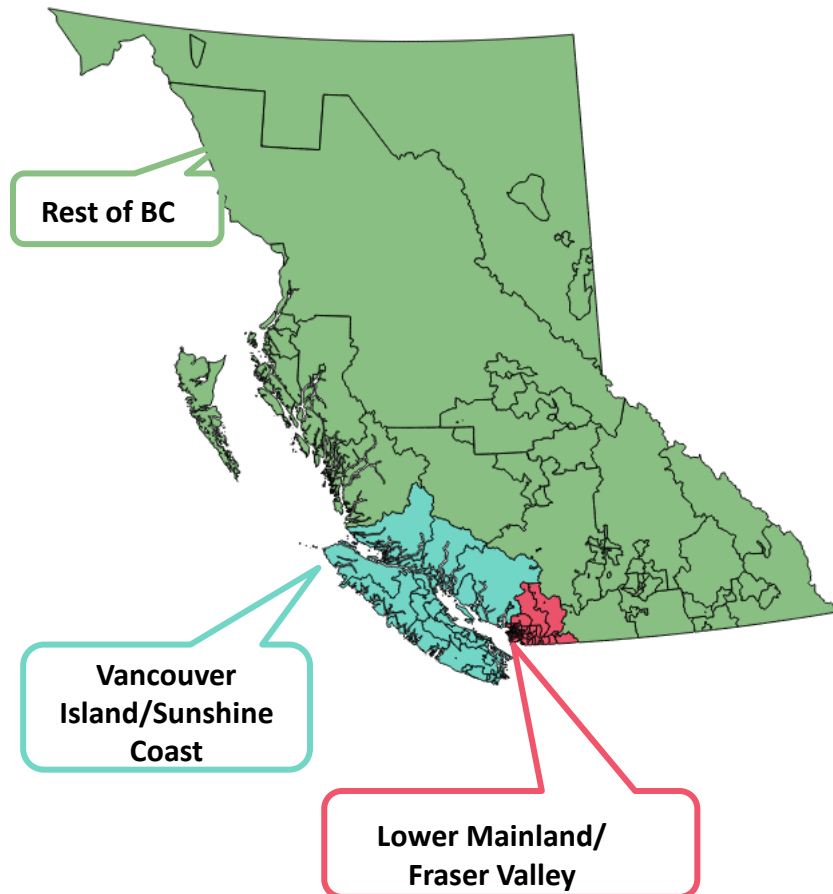 Rest of BC
Vancouver
Island/Sunshine
Coast
Lower Mainland/
Fraser Valley